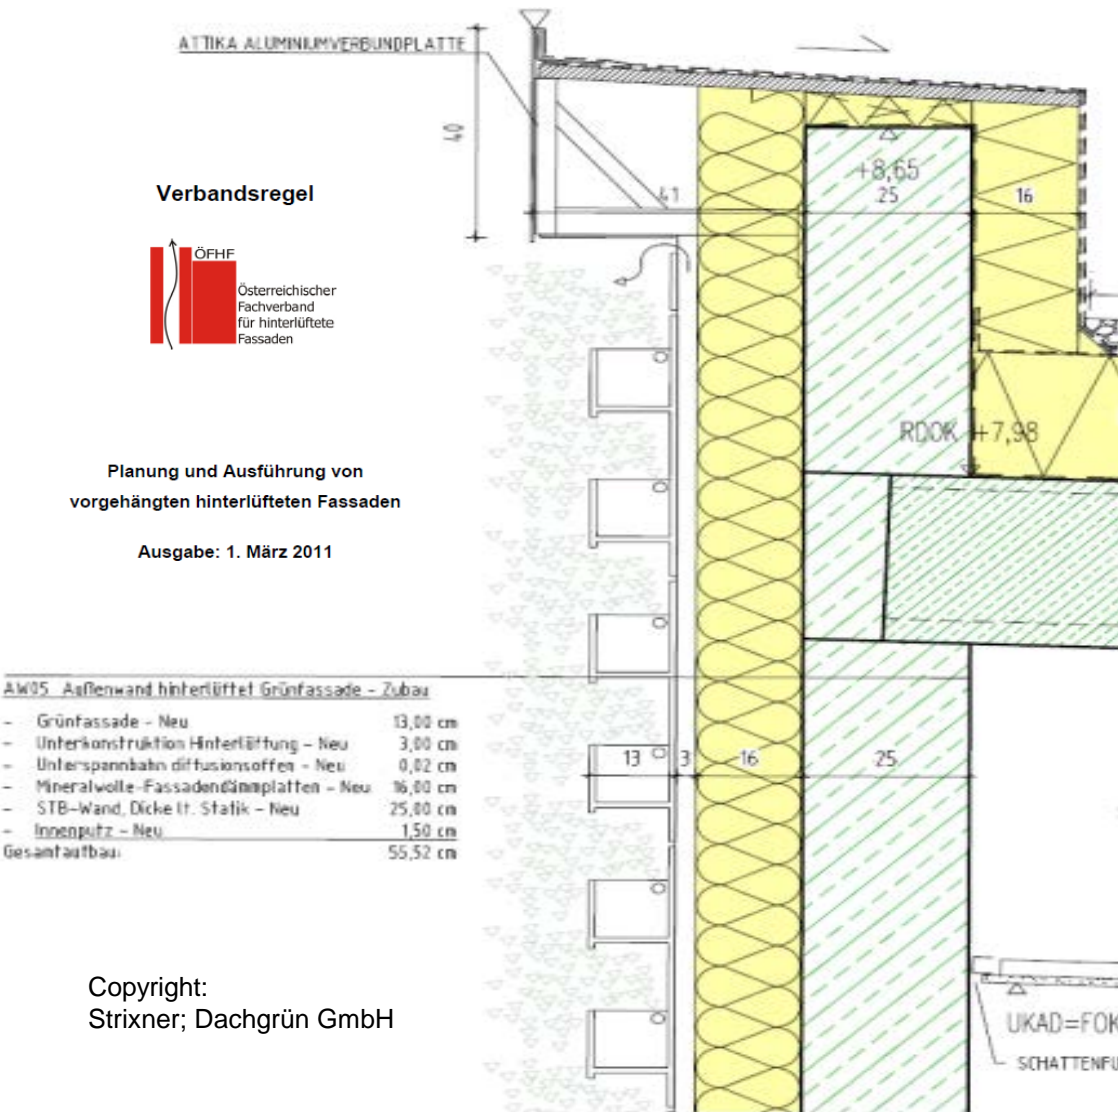 ATTIKA ALUMINIUMVERBUNDPLATTE
40
Verbandsregel
ÖFHF
Österreichischer
Fachverband
für hinterlüftete
Fassaden
+8,65
41
25
16
RDOK +7,98
Planung und Ausführung von
vorgehängten hinterlüfteten Fassaden
Ausgabe: 1. März 2011
AW05 Außenwand hinterlüftet Grünfassade - Zubau
- Grünfassade - Neu 13,00 cm
- Unterkonstruktion Hinterlüftung - Neu 3,00 cm
- Unterspannbahn diffusionsoffen - Neu 0,02 cm
- Mineralwolle-Fassadendämmplatten - Neu 16,00 cm
- STB-Wand, Dicke lt. Statik - Neu 25,00 cm
- Innenputz - Neu 1,50 cm
Gesamtaufbau: 55,52 cm
13 3 16 25
Copyright:
Strixner; Dachgrün GmbH
UKAD=FOK
SCHATTENFU